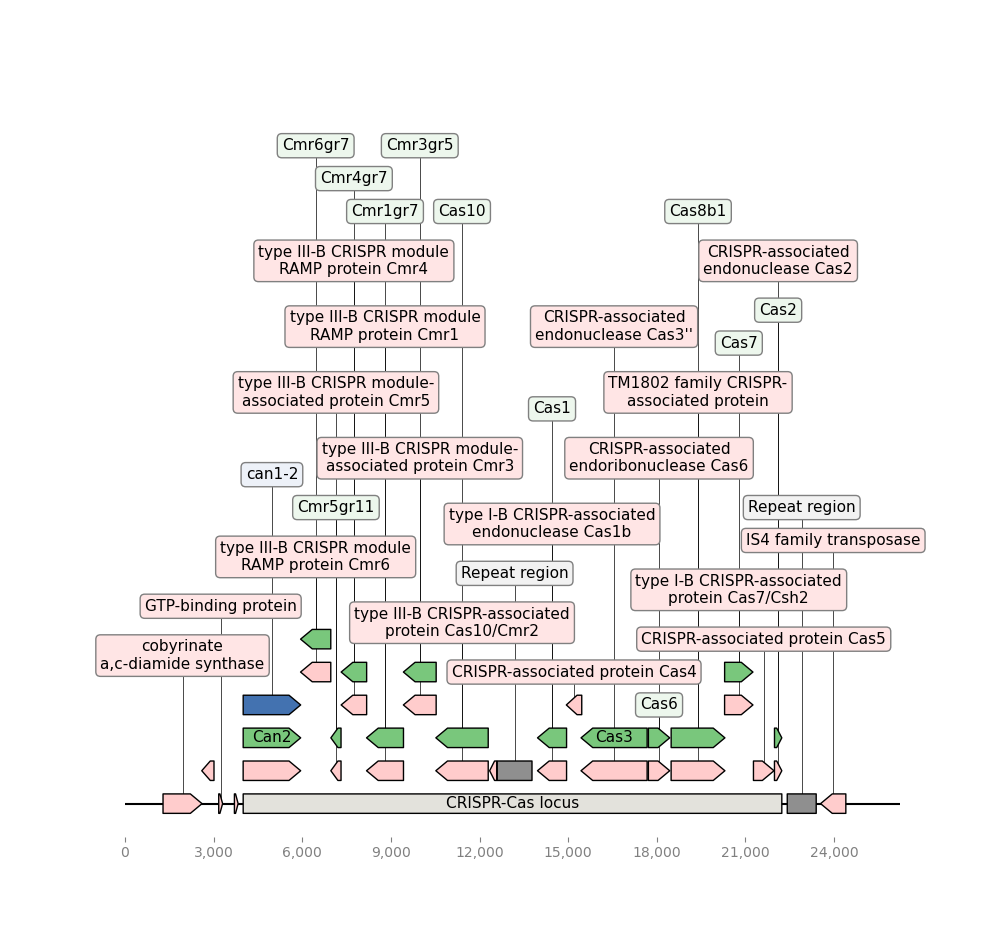 Cmr6gr7
Cmr3gr5
Cmr4gr7
Cmr1gr7
Cas10
Cas8b1
type III-B CRISPR module
RAMP protein Cmr4
CRISPR-associated
endonuclease Cas2
Cas2
type III-B CRISPR module
RAMP protein Cmr1
CRISPR-associated
endonuclease Cas3''
Cas7
type III-B CRISPR module-
associated protein Cmr5
TM1802 family CRISPR-
associated protein
Cas1
type III-B CRISPR module-
associated protein Cmr3
CRISPR-associated
endoribonuclease Cas6
can1-2
Cmr5gr11
Repeat region
type I-B CRISPR-associated
endonuclease Cas1b
IS4 family transposase
type III-B CRISPR module
RAMP protein Cmr6
Repeat region
type I-B CRISPR-associated
protein Cas7/Csh2
GTP-binding protein
type III-B CRISPR-associated
protein Cas10/Cmr2
CRISPR-associated protein Cas5
cobyrinate
a,c-diamide synthase
CRISPR-associated protein Cas4
Cas6
Can2
Cas3
CRISPR-Cas locus
0
3,000
6,000
9,000
12,000
15,000
18,000
21,000
24,000